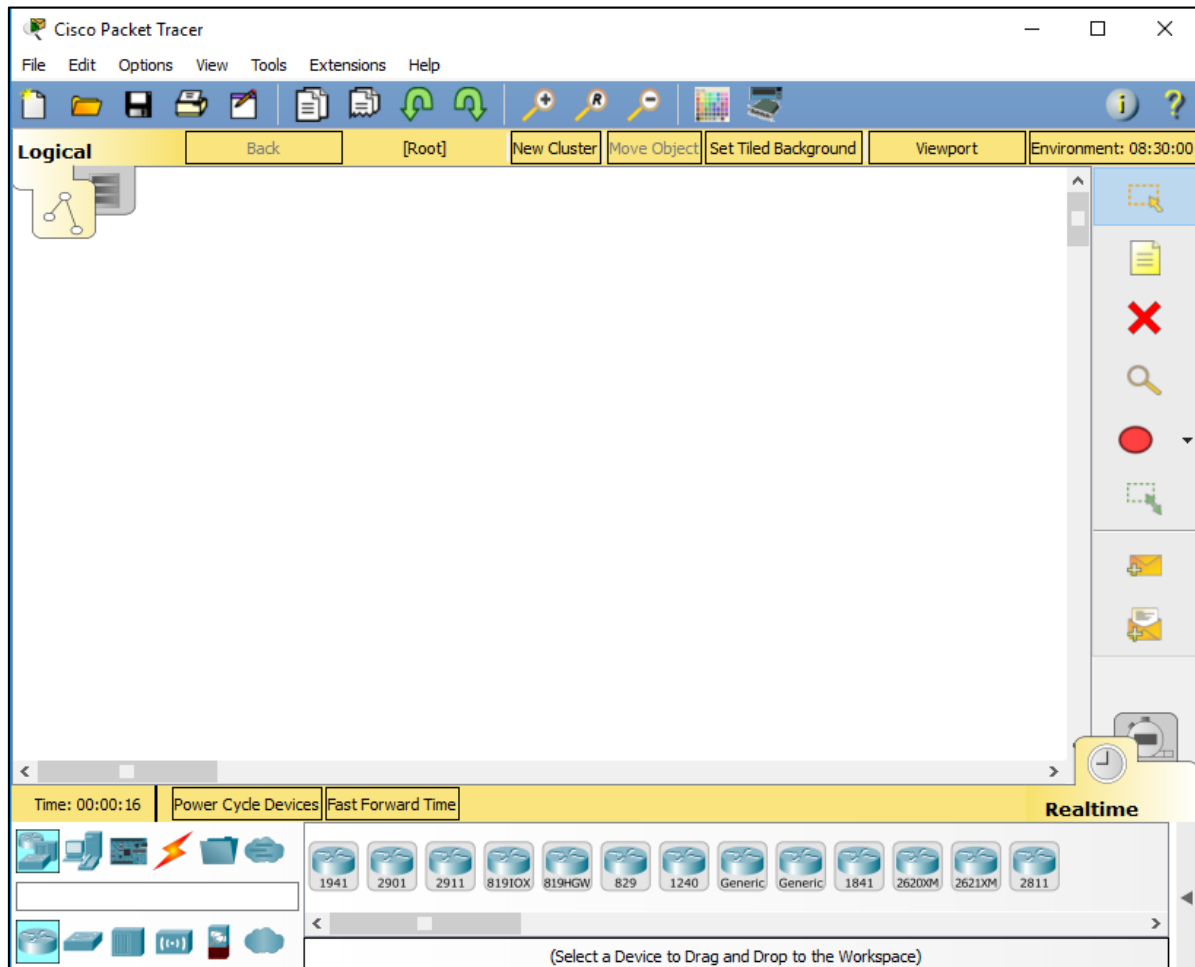 Cisco Packet Tracer
File Edit Options View Tools Extensions Help
R i ?
Logical Back [Root] New Cluster Move Object Set Tiled Background Viewport Environment: 08:30:00
Time: 00:00:16 Power Cycle Devices Fast Forward Time Realtime
1941 2901 2911 819IOX 819HGW 829 1240 Generic Generic 1841 2620XM 2621XM 2811
(Select a Device to Drag and Drop to the Workspace)